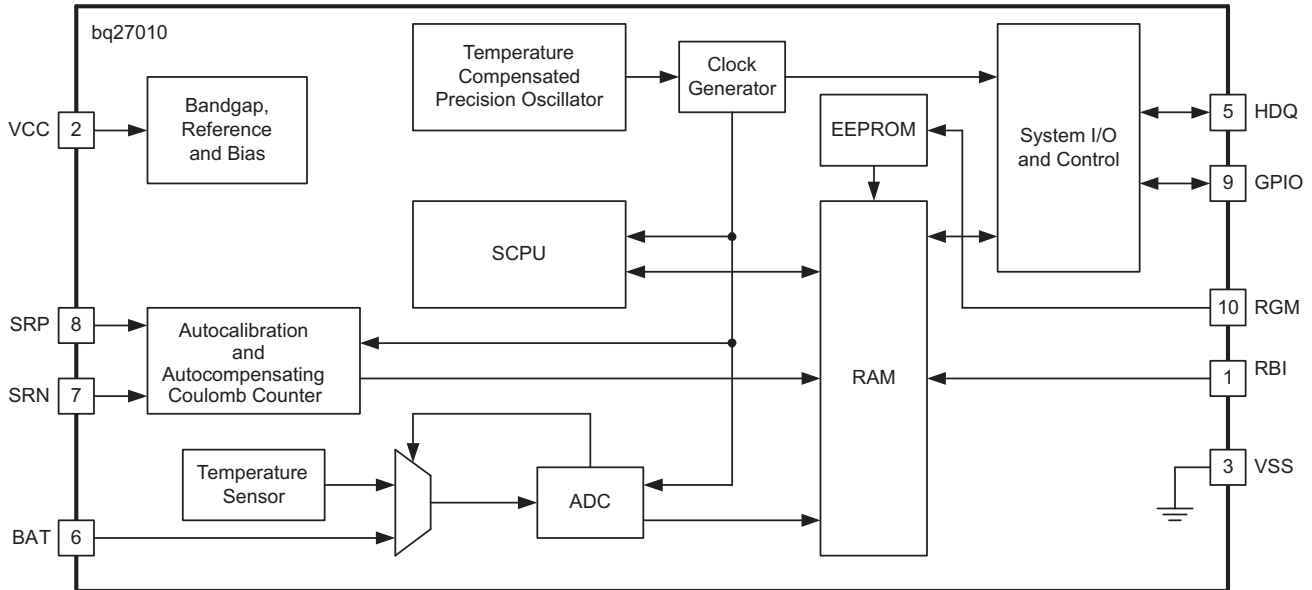 bq27010
Temperature
Compensated
Precision Oscillator
Clock
Generator
Bandgap,
Reference
and Bias
VCC
2
EEPROM
System I/O
and Control
5
HDQ
9
GPIO
SCPU
SRP
8
Autocalibration
and
Autocompensating
Coulomb Counter
SRN
7
RAM
10
RGM
1
RBI
Temperature
Sensor
ADC
3
VSS
BAT
6